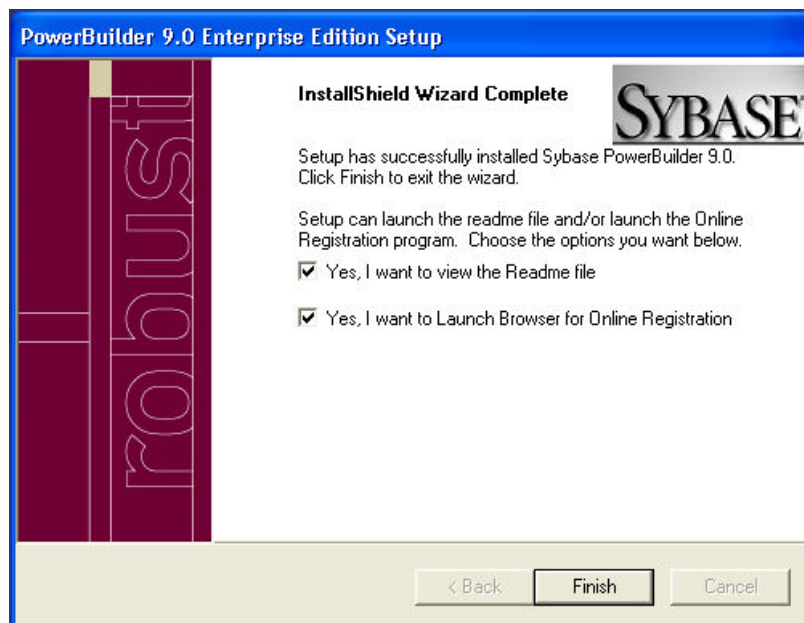 PowerBuilder 9.0 Enterprise Edition Setup
robust
InstallShield Wizard Complete
SYBASE
Setup has successfully installed Sybase PowerBuilder 9.0.
Click Finish to exit the wizard.
Setup can launch the readme file and/or launch the Online
Registration program. Choose the options you want below.
Yes, I want to view the Readme file
Yes, I want to Launch Browser for Online Registration
< Back
Finish
Cancel